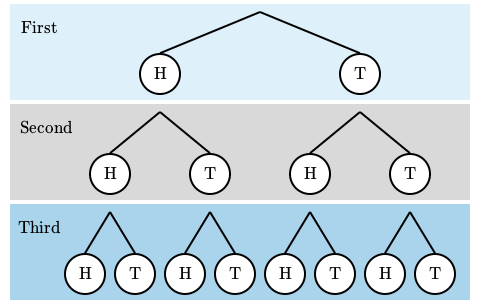 First
H T
Second
H T H T
Third
H T H T H T H T